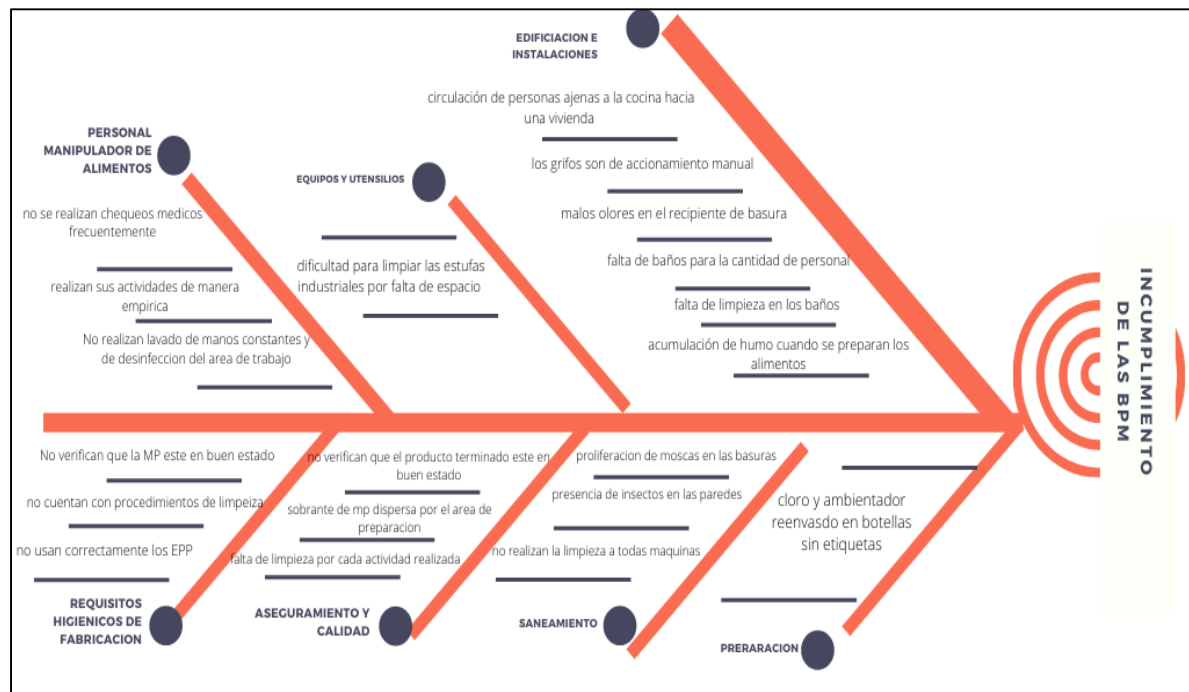 EDIFICIACION E
INSTALACIONES
circulación de personas ajenas a la cocina hacia
una vivienda
los grifos son de accionamiento manual
malos olores en el recipiente de basura
falta de baños para la cantidad de personal
falta de limpieza en los baños
acumulación de humo cuando se preparan los
alimentos
PERSONAL
MANIPULADOR DE
ALIMENTOS
no se realizan chequeos medicos
frecuentemente
realizan sus actividades de manera
empirica
No realizan lavado de manos constantes y
de desinfeccion del area de trabajo
EQUIPOS Y UTENSILIOS
dificultad para limpiar las estufas
industriales por falta de espacio
INCUMPLIMIENTO
DE LAS BPM
No verifican que la MP este en buen estado
no cuentan con procedimientos de limpeiza
no usan correctamente los EPP
REQUISITOS
HIGIENICOS DE
FABRICACION
no verifican que el producto terminado este en
buen estado
sobrante de mp dispersa por el area de
preparacion
falta de limpieza por cada actividad realizada
ASEGURAMIENTO Y
CALIDAD
proliferacion de moscas en las basuras
presencia de insectos en las paredes
no realizan la limpieza a todas maquinas
SANEAMIENTO
cloro y ambientador
reenvasdo en botellas
sin etiquetas
PRERARACION